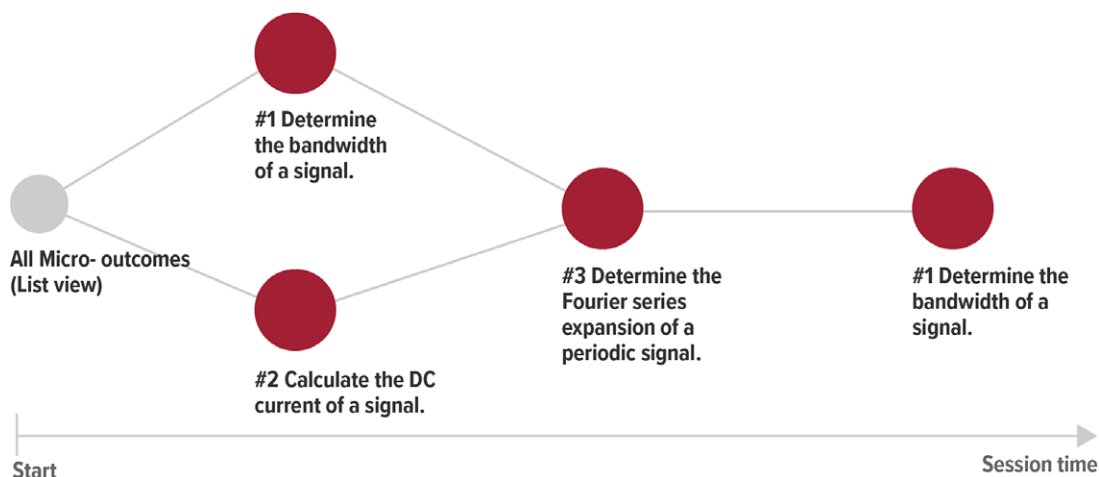 #1 Determine
the bandwidth
of a signal.
All Micro- outcomes
(List view)
#2 Calculate the DC
current of a signal.
#3 Determine the
Fourier series
expansion of a
periodic signal.
#1 Determine the
bandwidth of a
signal.
Start
Session time